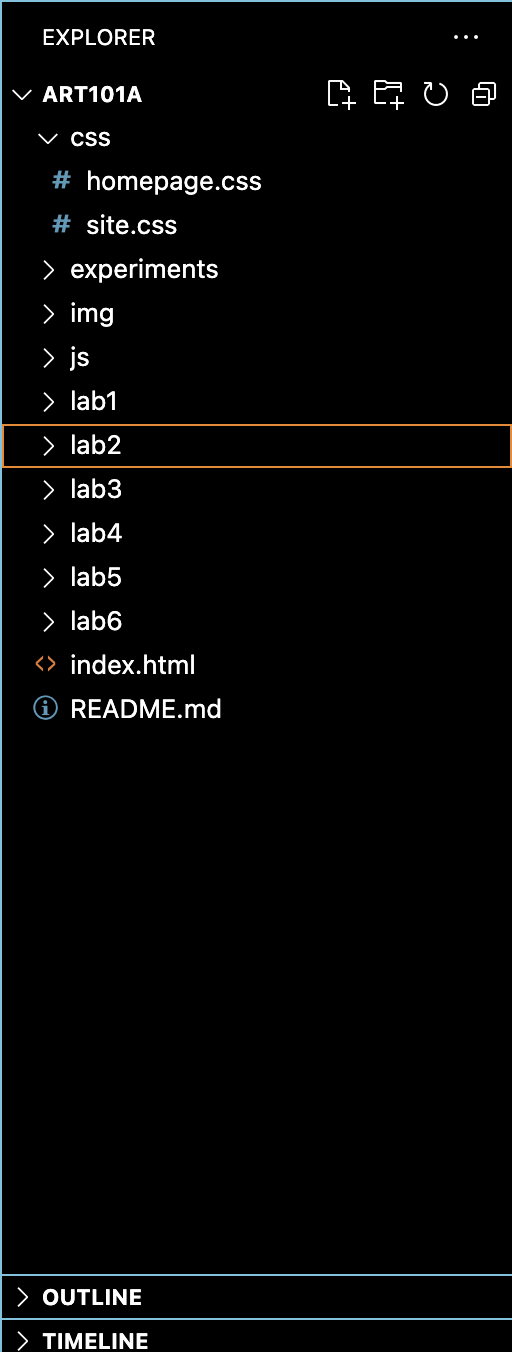 EXPLORER
ART101A
css
# homepage.css
# site.css
experiments
img
js
lab1
lab2
lab3
lab4
lab5
lab6
index.html
README.md
OUTLINE
TIMELINE